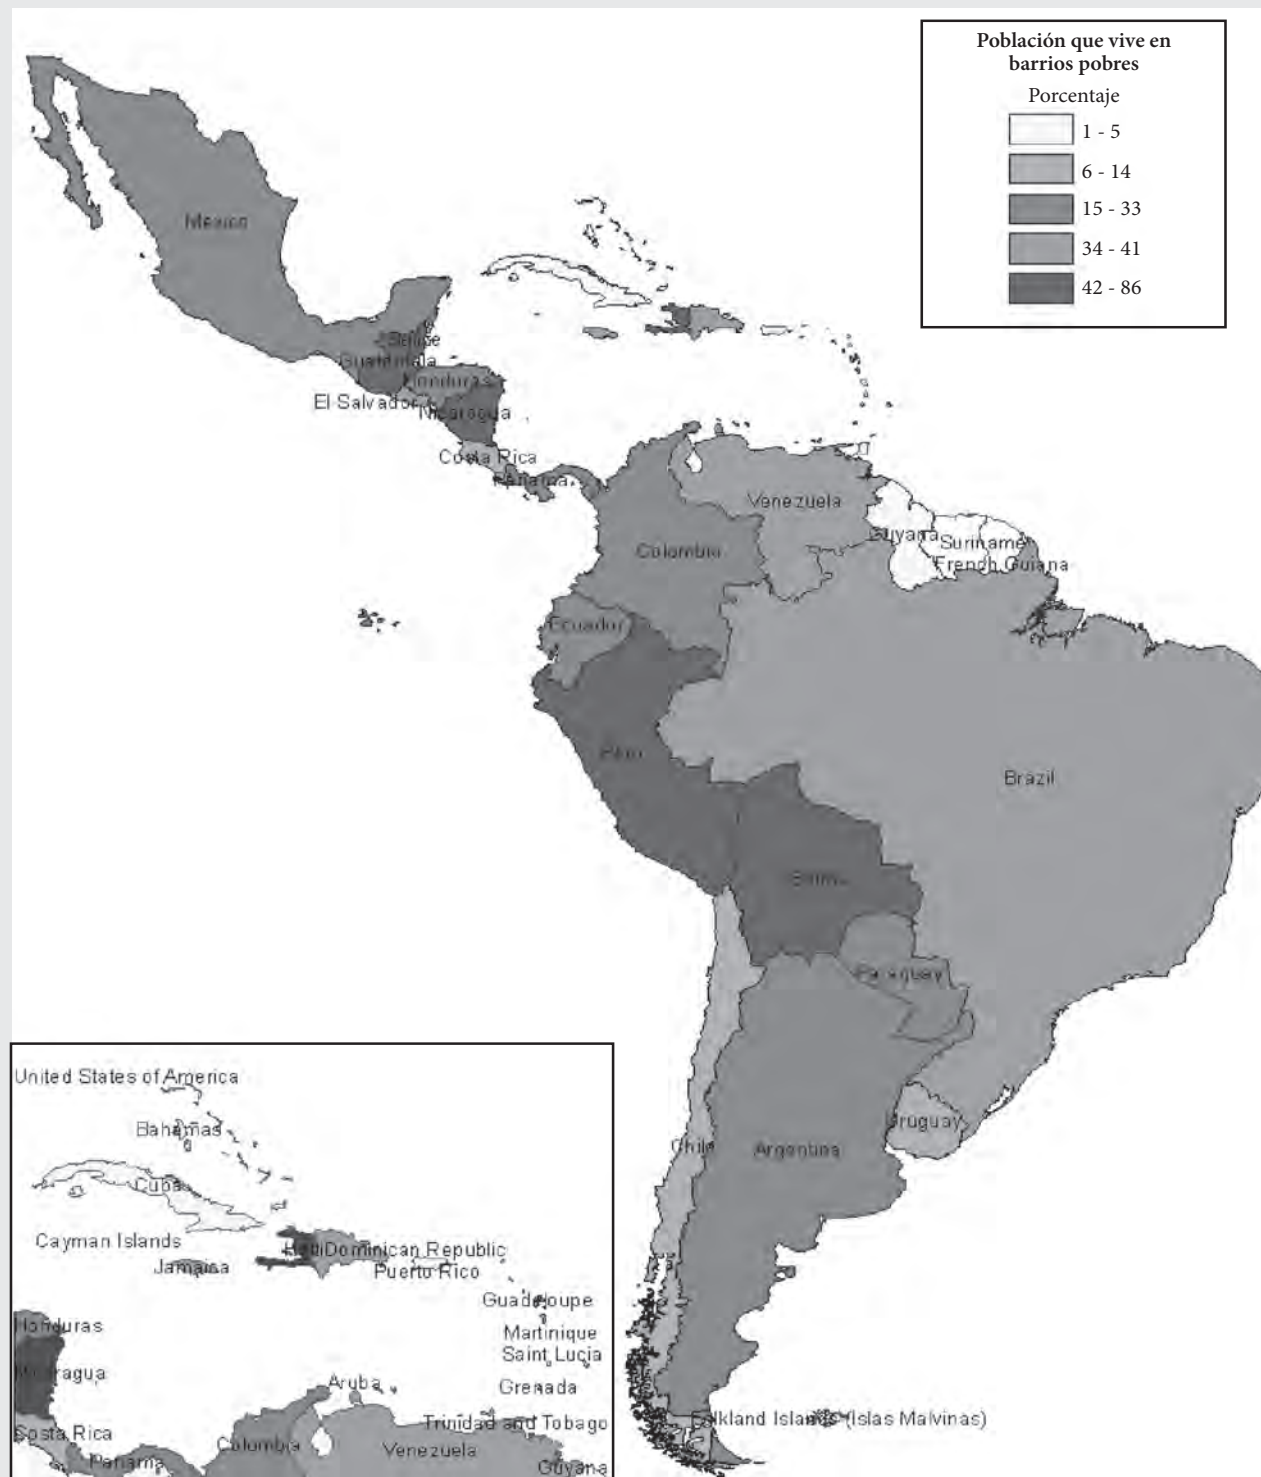 Población que vive en
barrios pobres
Porcentaje
1 - 5
6 - 14
15 - 33
34 - 41
42 - 86
Mexico
Belize
Guatemala
Honduras
El Salvador
Nicaragua
Costa Rica
Panama
Venezuela
Guyana
Suriname
French Guiana
Colombia
Ecuador
Peru
Brazil
Bolivia
Paraguay
Uruguay
Chile
Argentina
Falkland Islands (Islas Malvinas)
United States of America
Bahamas
Cuba
Cayman Islands
Haiti
Dominican Republic
Jamaica
Puerto Rico
Guadeloupe
Honduras
Martinique
Saint Lucia
Nicaragua
Aruba
Grenada
Trinidad and Tobago
Costa Rica
Colombia
Venezuela
Panama
Guyana